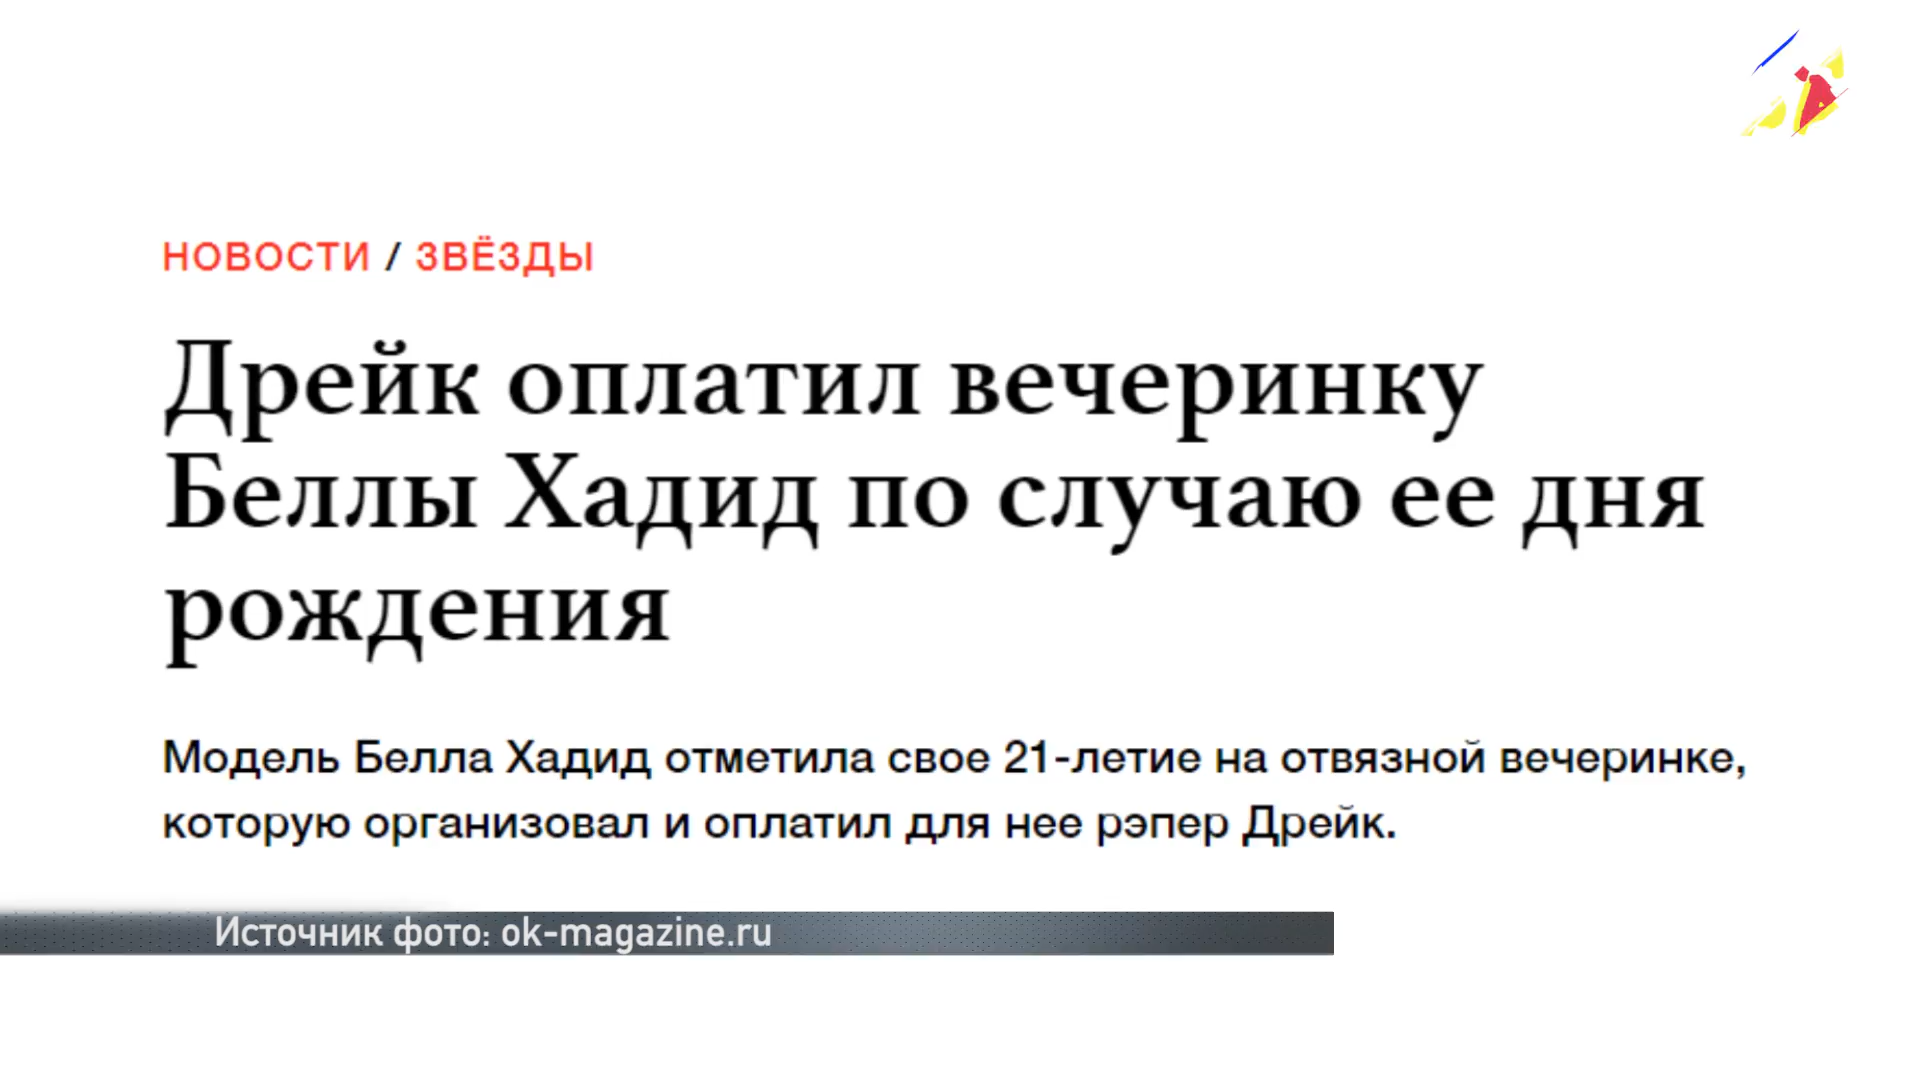 НОВОСТИ / ЗВЁЗДЫ
Дрейк оплатил вечеринку
Беллы Хадид по случаю ее дня
рождения
Модель Белла Хадид отметила свое 21-летие на отвязной вечеринке,
которую организовал и оплатил для нее рэпер Дрейк.
Источник фото: ok-magazine.ru